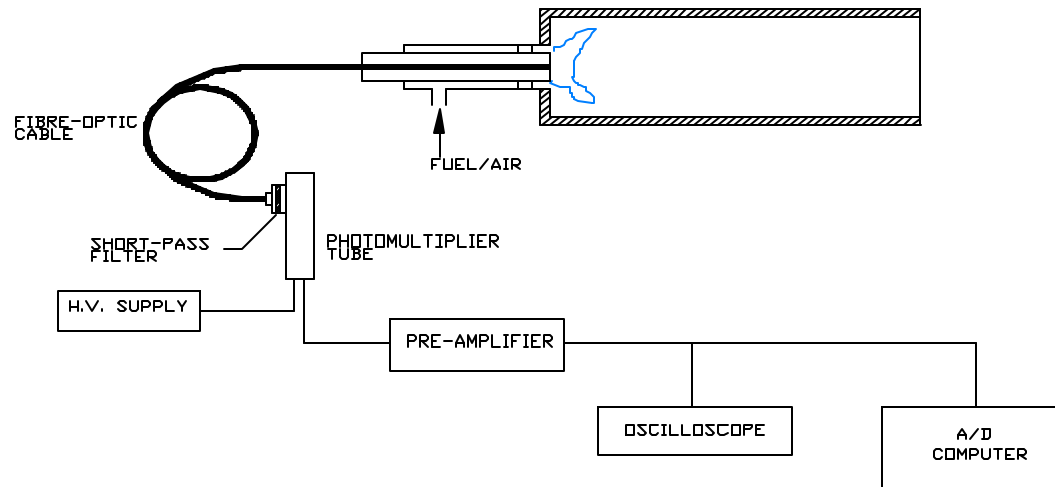 FIBRE-OPTIC
CABLE
FUEL/AIR
SHORT-PASS
FILTER
PHOTOMULTIPLIER
TUBE
H.V. SUPPLY
PRE-AMPLIFIER
OSCILLOSCOPE
A/D
COMPUTER